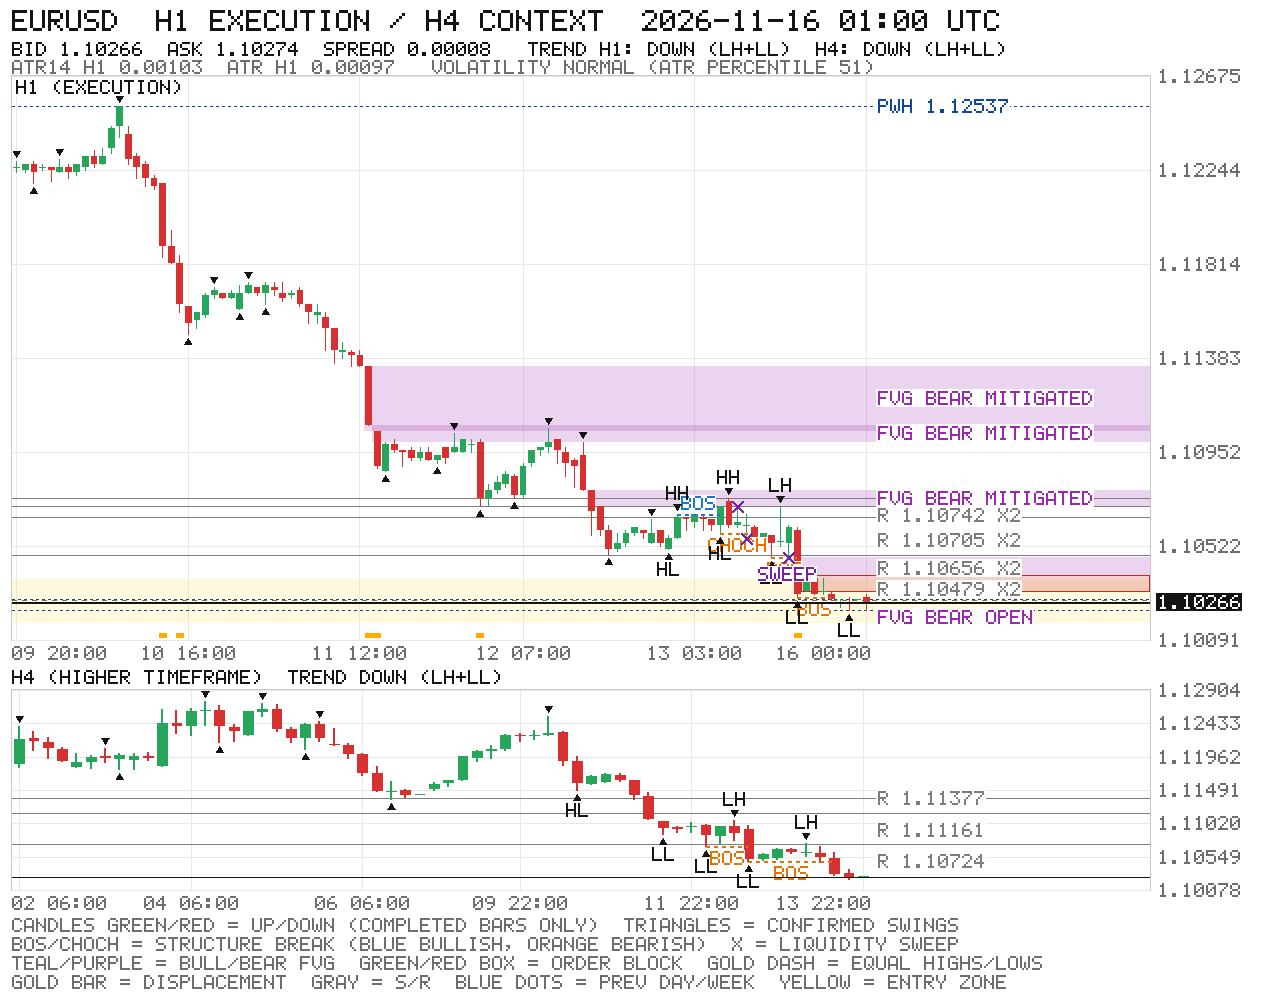 EURUSD  H1 EXECUTION / H4 CONTEXT  2026-11-16 01:00 UTC
BID 1.10266  ASK 1.10274  SPREAD 0.00008  TREND H1: DOWN (LH+LL)  H4: DOWN (LH+LL)
ATR14 H1 0.00103  ATR H1 0.00097  VOLATILITY NORMAL (ATR PERCENTILE 51)
1.12675
H1 (EXECUTION)
PWH 1.12537
1.12244
1.11814
1.11383
FVG BEAR MITIGATED
FVG BEAR MITIGATED
1.10952
HH
LH
HH
BOS
FVG BEAR MITIGATED
R 1.10742 X2
R 1.10705 X2
CHOCH
1.10522
HL
HL
R 1.10656 X2
SWEEP
R 1.10479 X2
1.10266
BOS
LL
FVG BEAR OPEN
LL
1.10091
09 20:00  10 16:00  11 12:00  12 07:00  13 03:00  16 00:00
H4 (HIGHER TIMEFRAME)  TREND DOWN (LH+LL)
1.12904
1.12433
1.11962
1.11491
R 1.11377
LH
HL
1.11020
LH
R 1.11161
LL
BOS
1.10549
LL
R 1.10724
BOS
LL
1.10078
02 06:00  04 06:00  06 06:00  09 22:00  11 22:00  13 22:00
CANDLES GREEN/RED = UP/DOWN (COMPLETED BARS ONLY)  TRIANGLES = CONFIRMED SWINGS
BOS/CHOCH = STRUCTURE BREAK (BLUE BULLISH, ORANGE BEARISH)  X = LIQUIDITY SWEEP
TEAL/PURPLE = BULL/BEAR FVG  GREEN/RED BOX = ORDER BLOCK  GOLD DASH = EQUAL HIGHS/LOWS
GOLD BAR = DISPLACEMENT  GRAY = S/R  BLUE DOTS = PREV DAY/WEEK  YELLOW = ENTRY ZONE